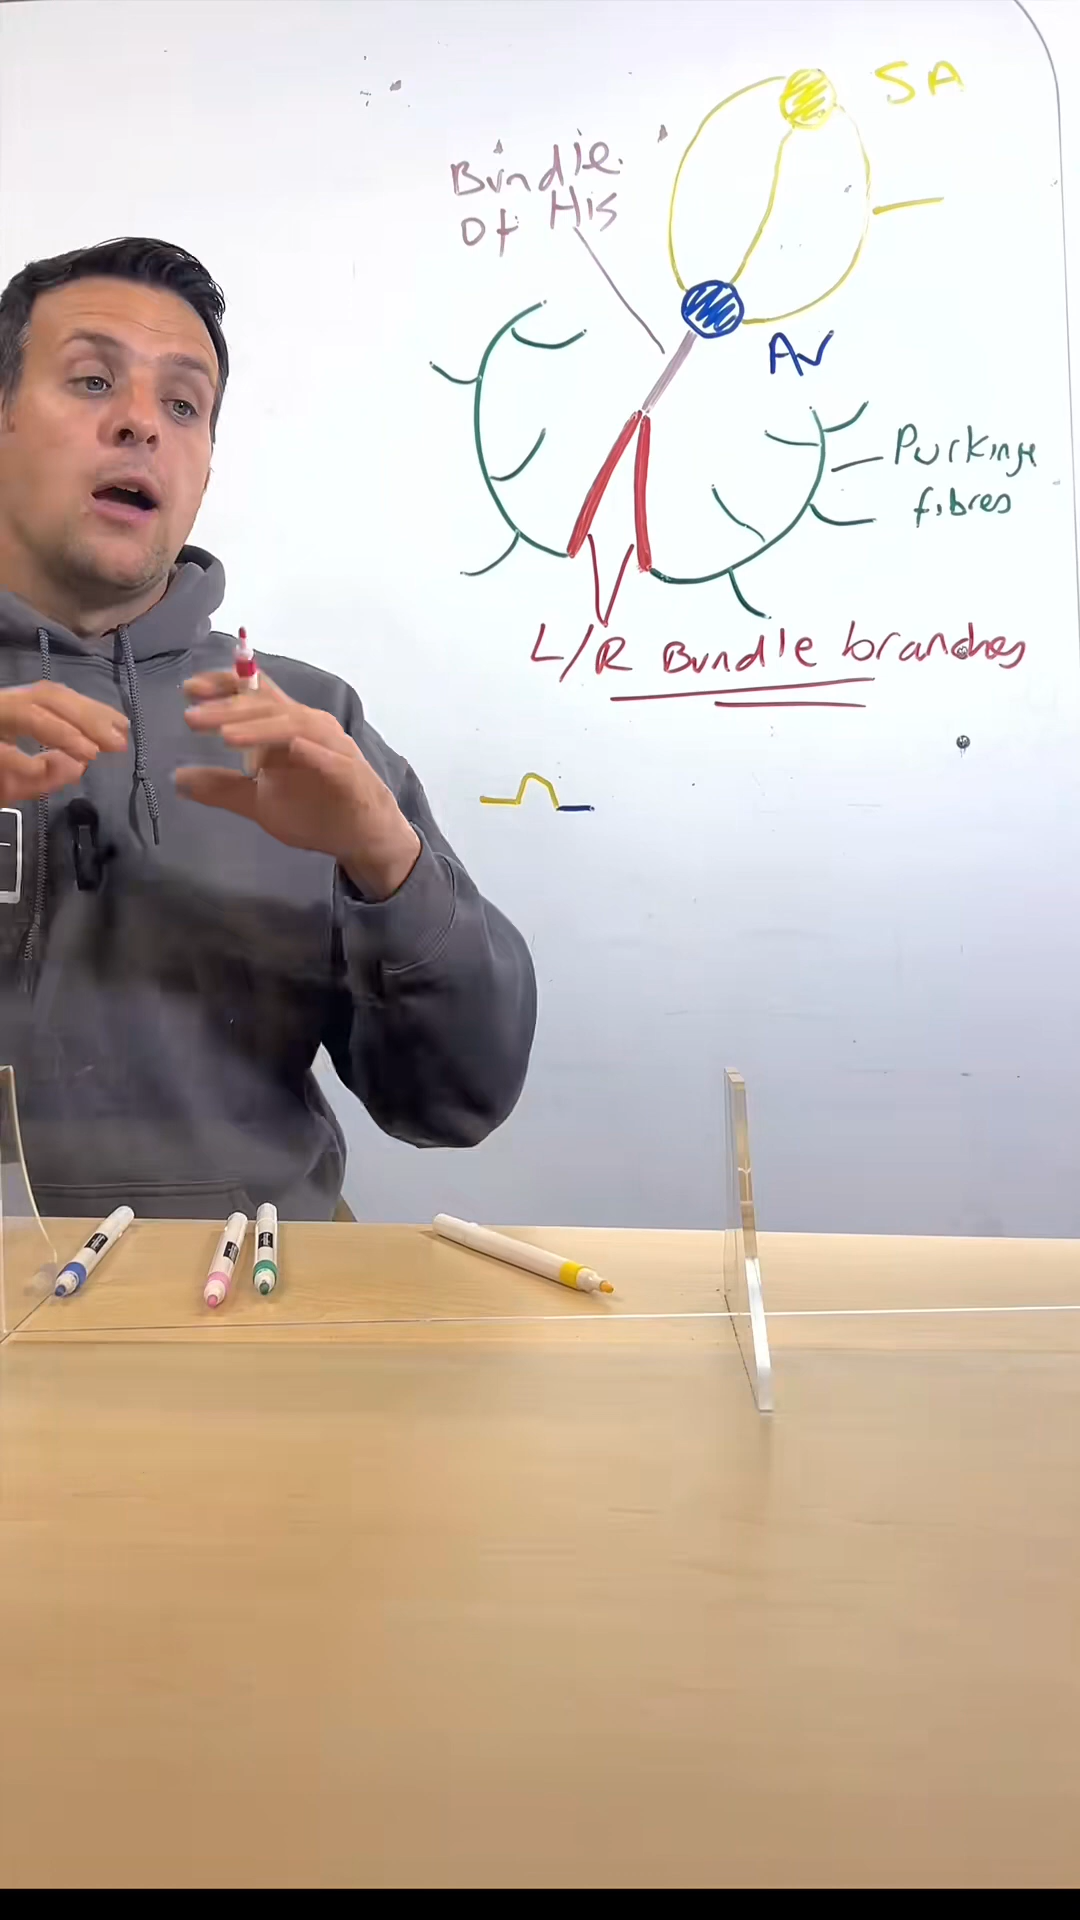 SA
Bundle
Of His
AV
Purkinje
fibres
L/R Bundle branches